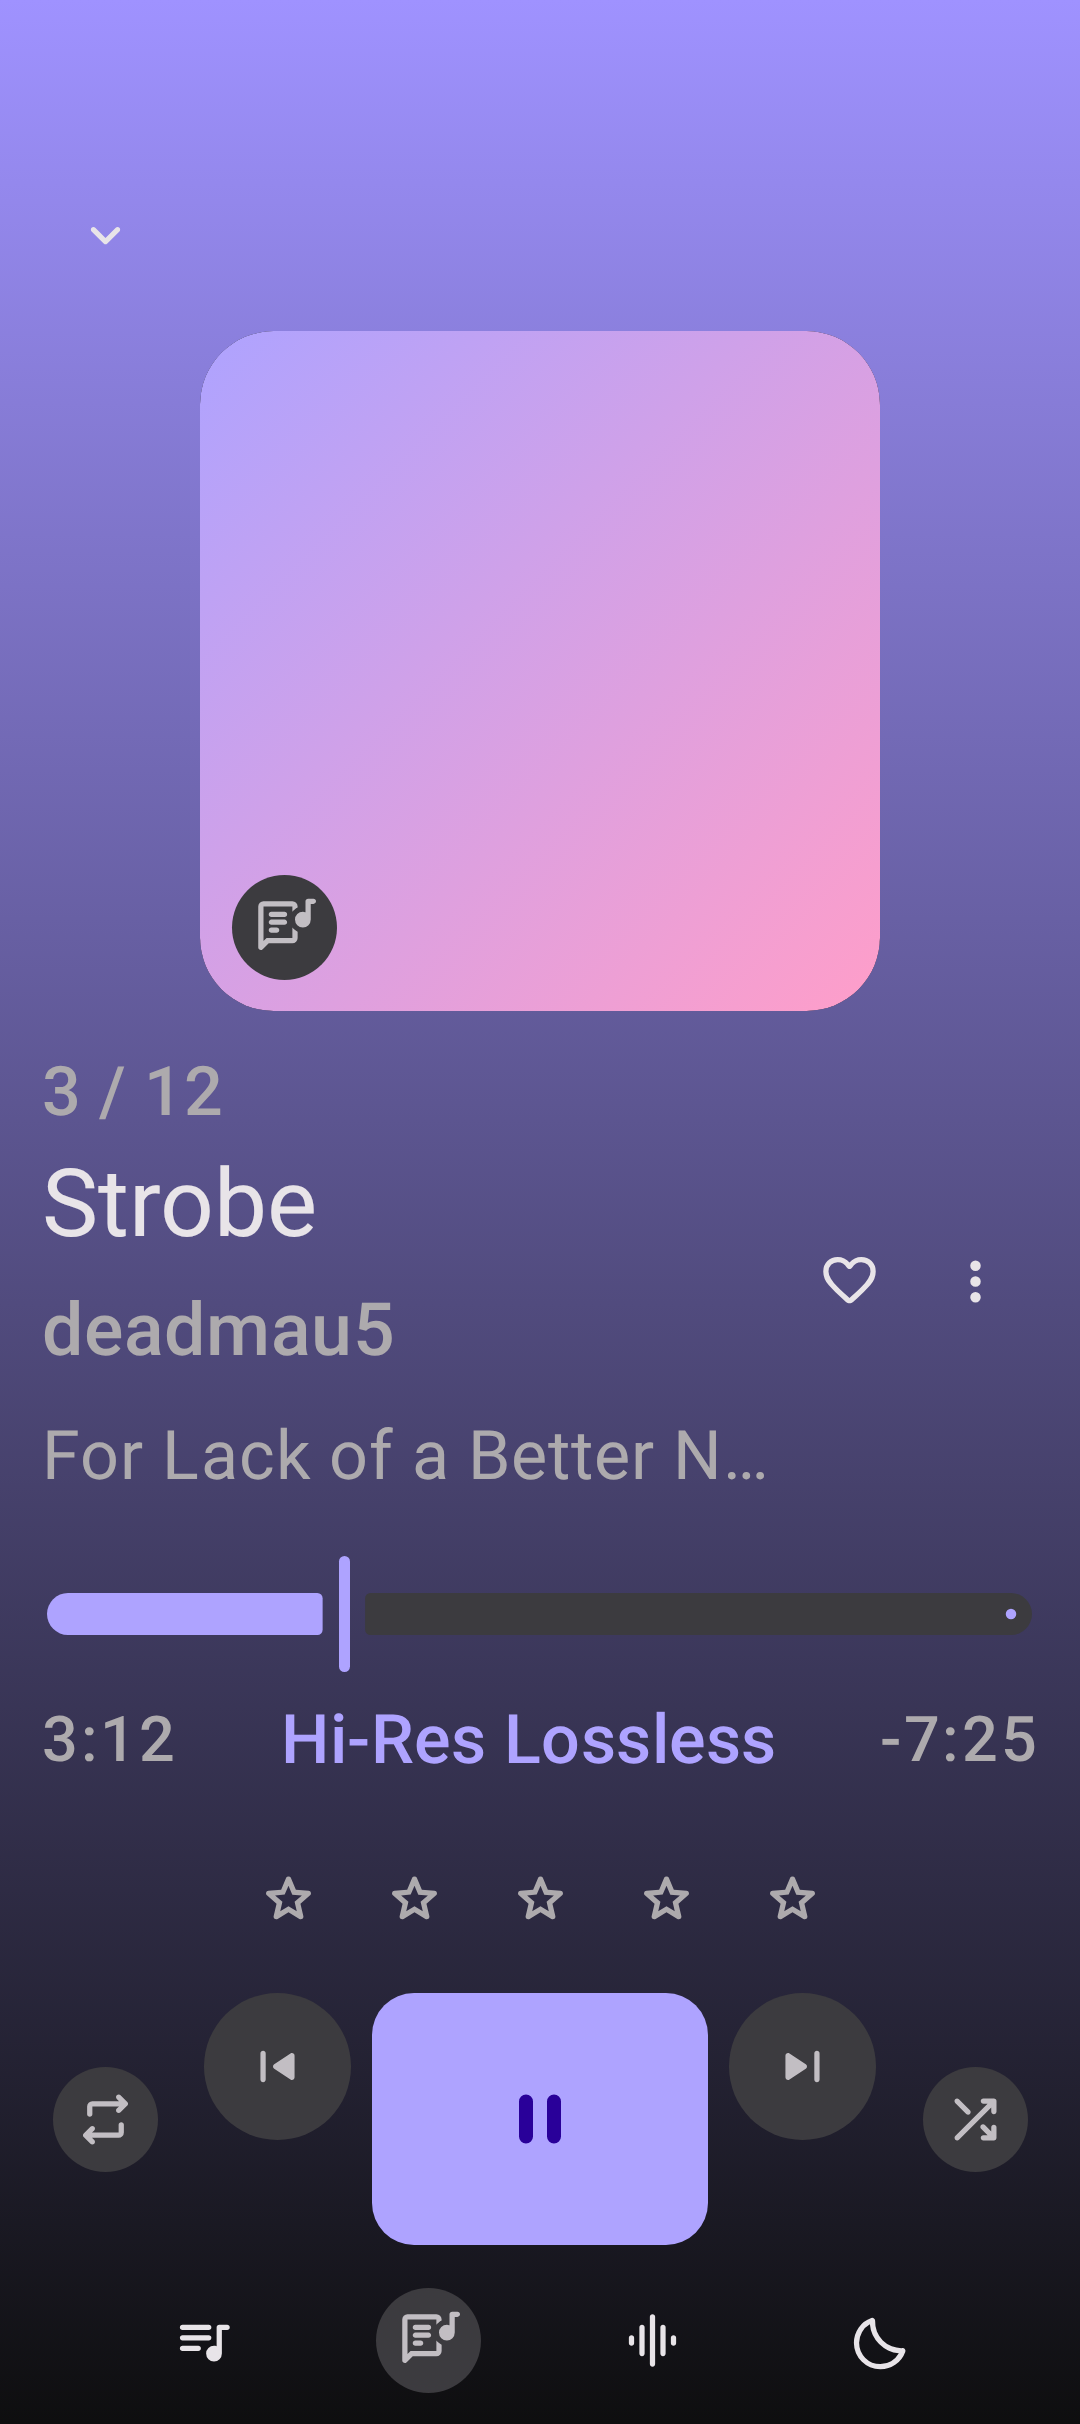 3 / 12
Strobe
deadmau5
For Lack of a Better N…
3:12
Hi-Res Lossless
-7:25